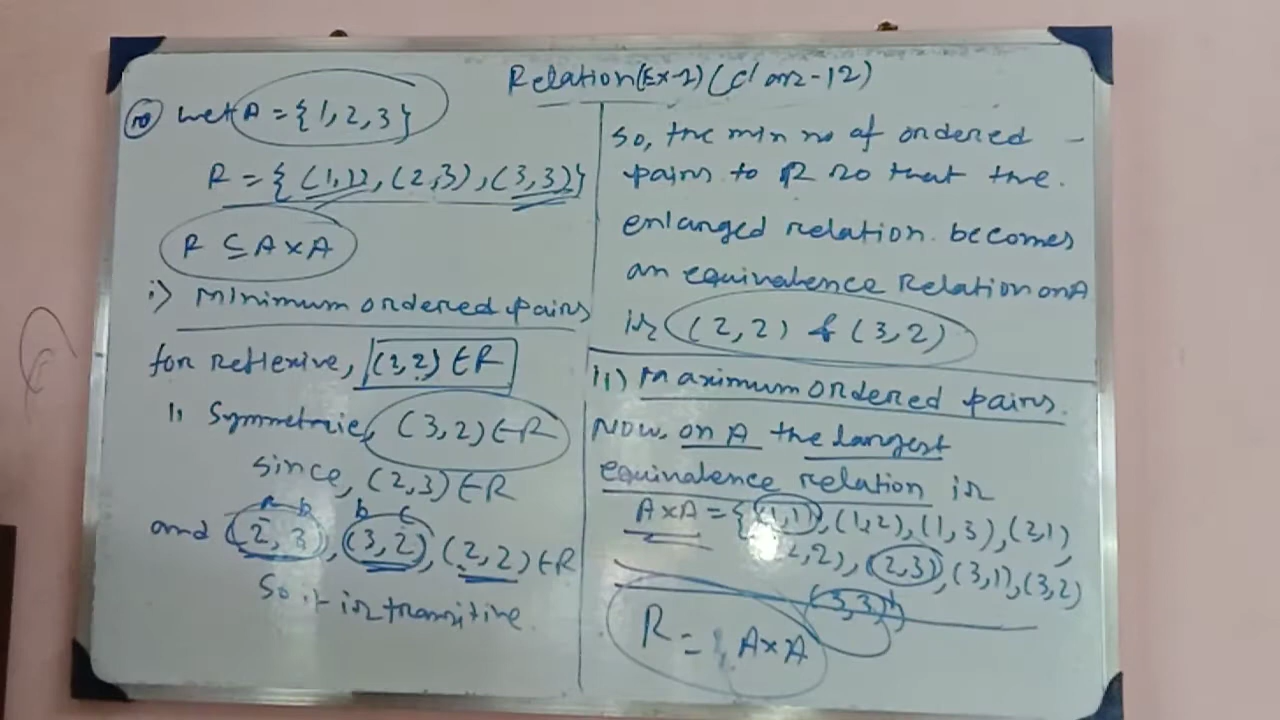 Relation (Ex-1) (Class-12)
10 Let A = {1, 2, 3}
R = {(1,1), (2,3), (3,3)}
R ⊆ A×A
i) Minimum ordered pairs
for reflexive, (2,2) ∈ R
11 Symmetric, (3,2) ∈ R
since, (2,3) ∈ R
a b b c
and (2,3), (3,2), (2,2) ∈ R
So it is transitive
So, the min no of ordered
pairs to R so that the
enlarged relation becomes
an equivalence Relation on A
is (2,2) & (3,2)
ii) Maximum ordered pairs.
Now, on A the largest
equivalence relation is
A×A = {(1,1), (1,2), (1,3), (2,1),
2,2), (2,3), (3,1), (3,2)
(3,3)}
R = A×A